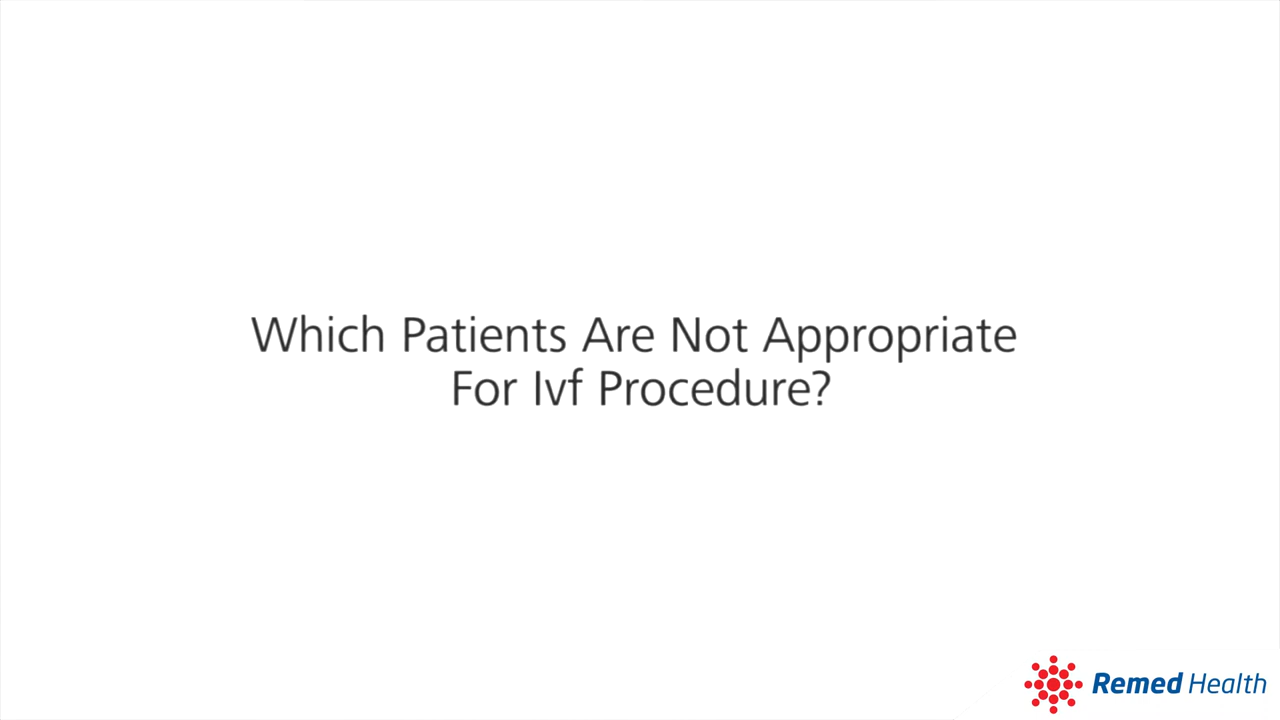 Which Patients Are Not Appropriate
For Ivf Procedure?
Remed Health